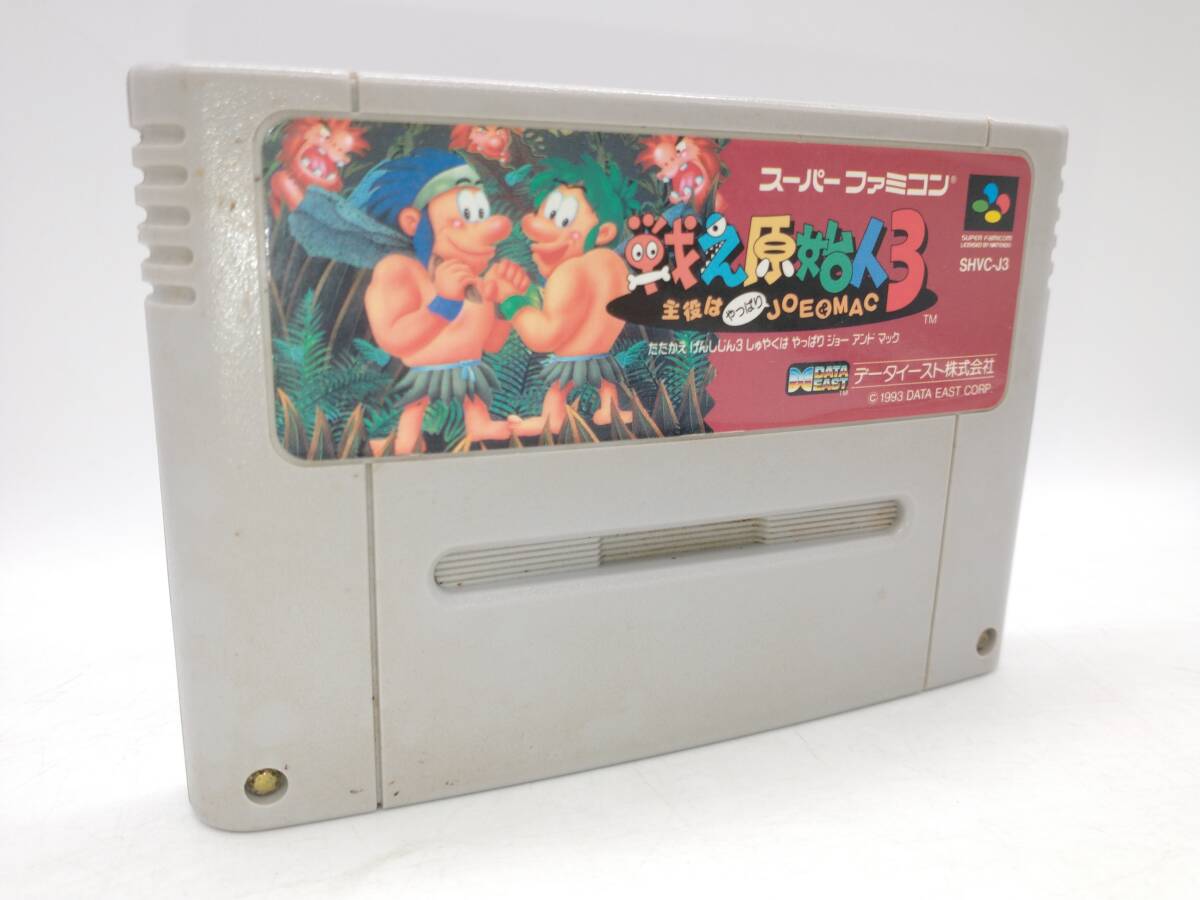 スーパーファミコン®
戦え原始人3
主役は やっぱり JOE&MAC
TM
たたかえ げんしじん3 しゅやくは やっぱり ジョー アンド マック
DATA EAST TM
データイースト株式会社
© 1993 DATA EAST CORP.
SUPER FAMICOM
LICENSED BY NINTENDO
SHVC-J3